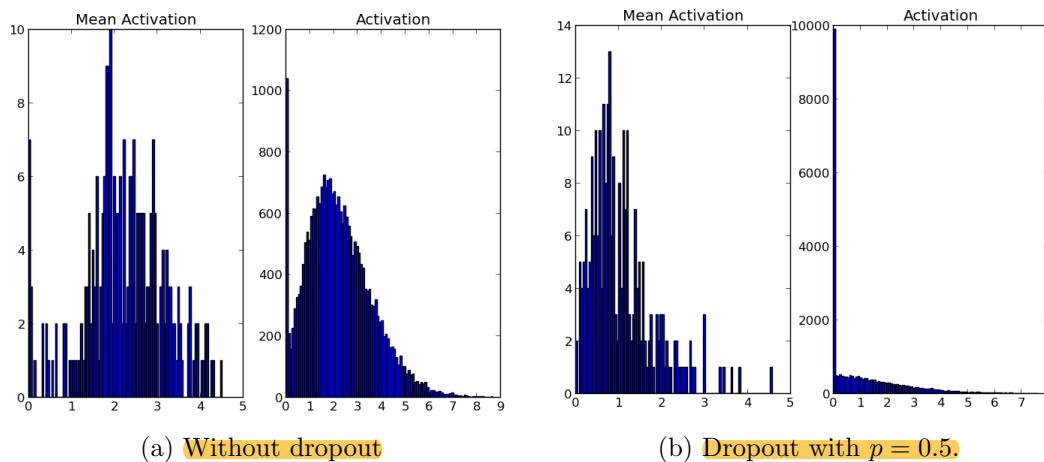 Mean Activation
10
8
6
4
2
0
0 1 2 3 4 5
Activation
1200
1000
800
600
400
200
0
0 1 2 3 4 5 6 7 8 9
Mean Activation
14
12
10
8
6
4
2
0
0 1 2 3 4 5
Activation
10000
8000
6000
4000
2000
0
0 1 2 3 4 5 6 7
(a) Without dropout
(b) Dropout with p = 0.5.